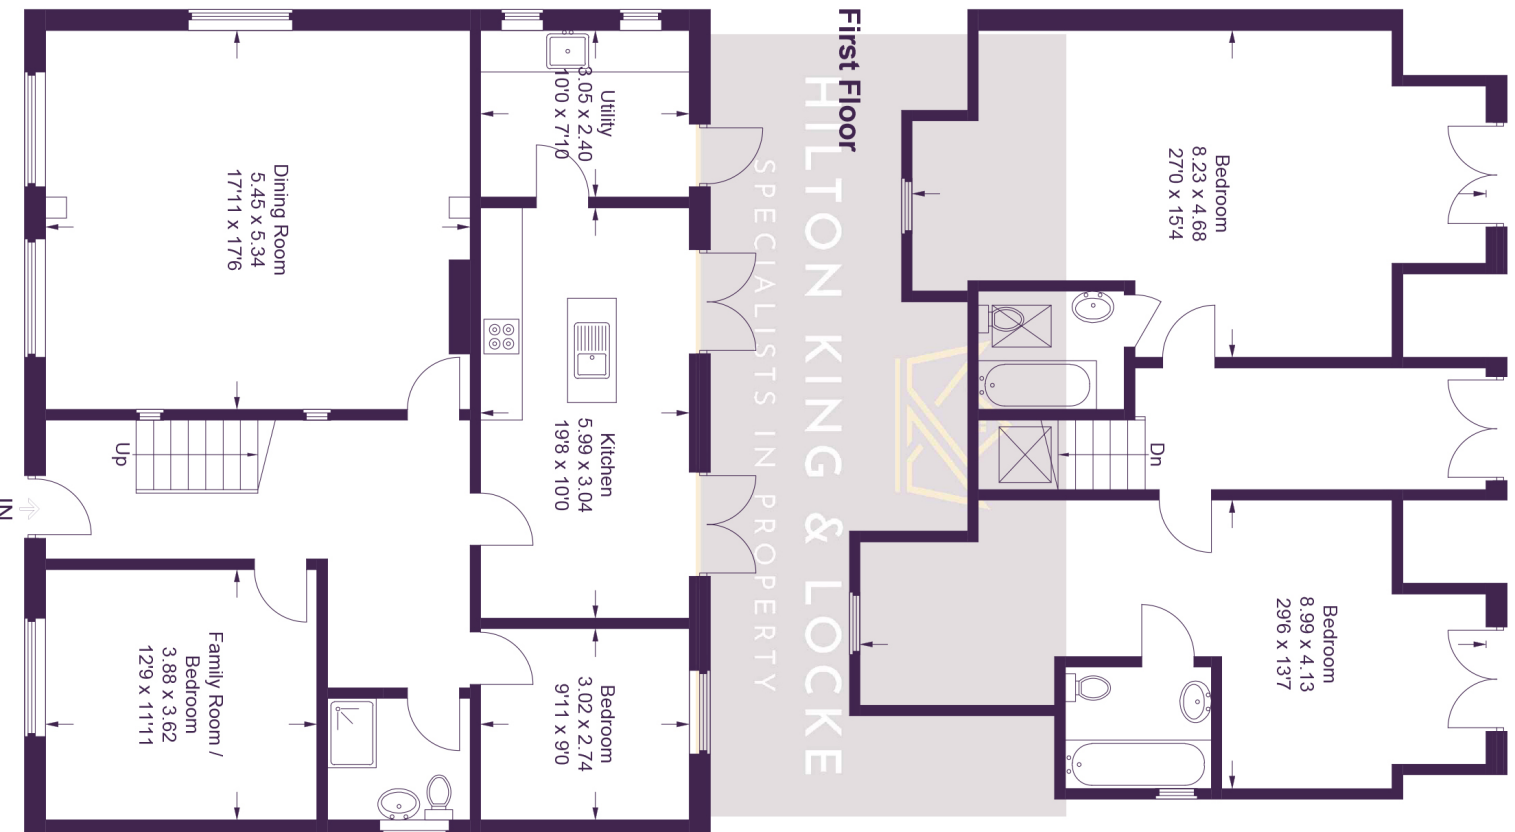 First Floor
HILTON KING & LOCKE
SPECIALISTS IN PROPERTY
Bedroom
8.23 x 4.68
27'0 x 15'4
Dn
Bedroom
8.99 x 4.13
29'6 x 13'7
Utility
3.05 x 2.40
10'0 x 7'10
Kitchen
5.99 x 3.04
19'8 x 10'0
Bedroom
3.02 x 2.74
9'11 x 9'0
Dining Room
5.45 x 5.34
17'11 x 17'6
Up
Family Room /
Bedroom
3.88 x 3.62
12'9 x 11'11
IN